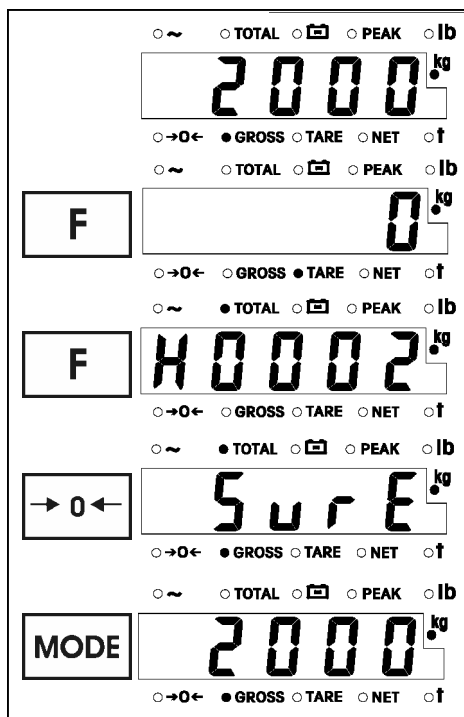 ~ TOTAL PEAK lb
2000 kg
→0← GROSS TARE NET t
~ TOTAL PEAK lb
F 0 kg
→0← GROSS TARE NET t
~ TOTAL PEAK lb
F H0002 kg
→0← GROSS TARE NET t
~ TOTAL PEAK lb
→0← SurE kg
→0← GROSS TARE NET t
~ TOTAL PEAK lb
MODE 2000 kg
→0← GROSS TARE NET t